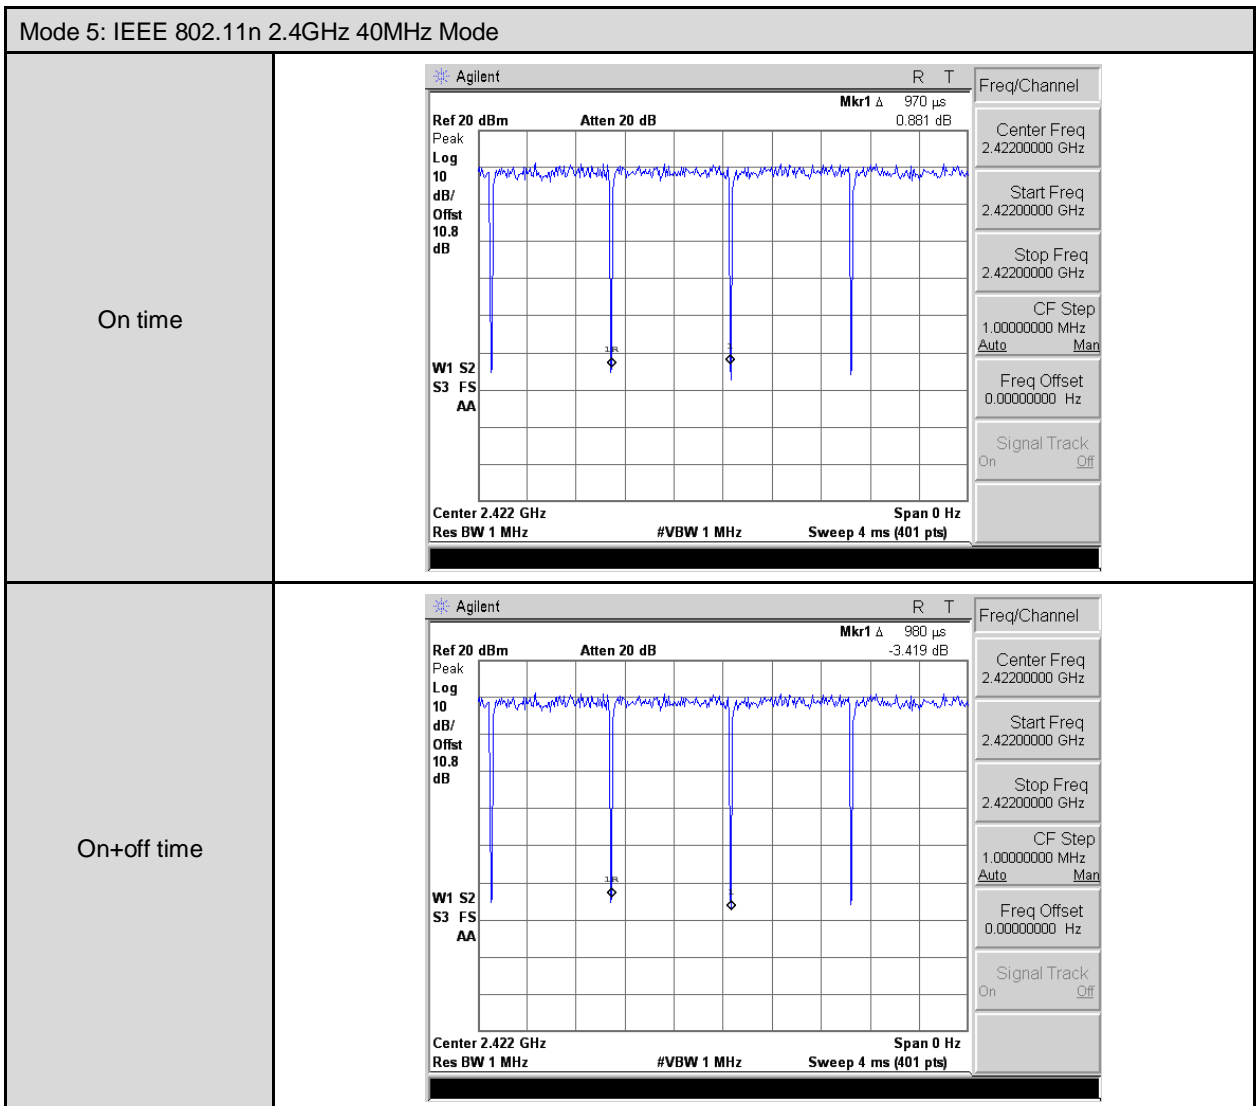 Mode 5: IEEE 802.11n 2.4GHz 40MHz Mode
On time
Agilent R T
Mkr1 Δ 970 µs
Ref 20 dBm Atten 20 dB 0.881 dB
Peak
Log
10
dB/
Offst
10.8
dB
1R
1
W1 S2
S3 FS
AA
Center 2.422 GHz Span 0 Hz
Res BW 1 MHz #VBW 1 MHz Sweep 4 ms (401 pts)
Freq/Channel
Center Freq
2.42200000 GHz
Start Freq
2.42200000 GHz
Stop Freq
2.42200000 GHz
CF Step
1.00000000 MHz
Auto Man
Freq Offset
0.00000000 Hz
Signal Track
On Off
On+off time
Agilent R T
Mkr1 Δ 980 µs
Ref 20 dBm Atten 20 dB -3.419 dB
Peak
Log
10
dB/
Offst
10.8
dB
1R
1
W1 S2
S3 FS
AA
Center 2.422 GHz Span 0 Hz
Res BW 1 MHz #VBW 1 MHz Sweep 4 ms (401 pts)
Freq/Channel
Center Freq
2.42200000 GHz
Start Freq
2.42200000 GHz
Stop Freq
2.42200000 GHz
CF Step
1.00000000 MHz
Auto Man
Freq Offset
0.00000000 Hz
Signal Track
On Off